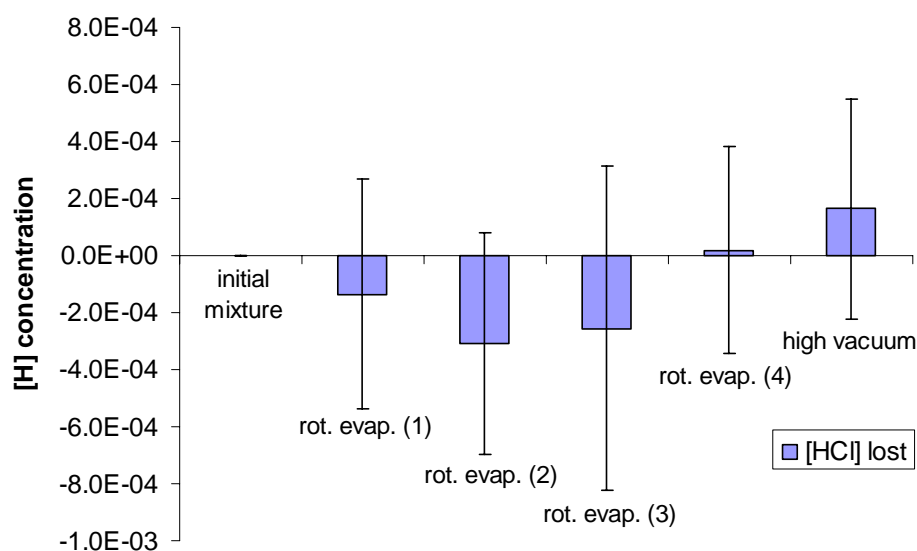 8.0E-04
6.0E-04
4.0E-04
2.0E-04
0.0E+00
-2.0E-04
-4.0E-04
-6.0E-04
-8.0E-04
-1.0E-03
[H] concentration
initial
mixture
rot. evap. (1)
rot. evap. (2)
rot. evap. (3)
rot. evap. (4)
high vacuum
[HCl] lost